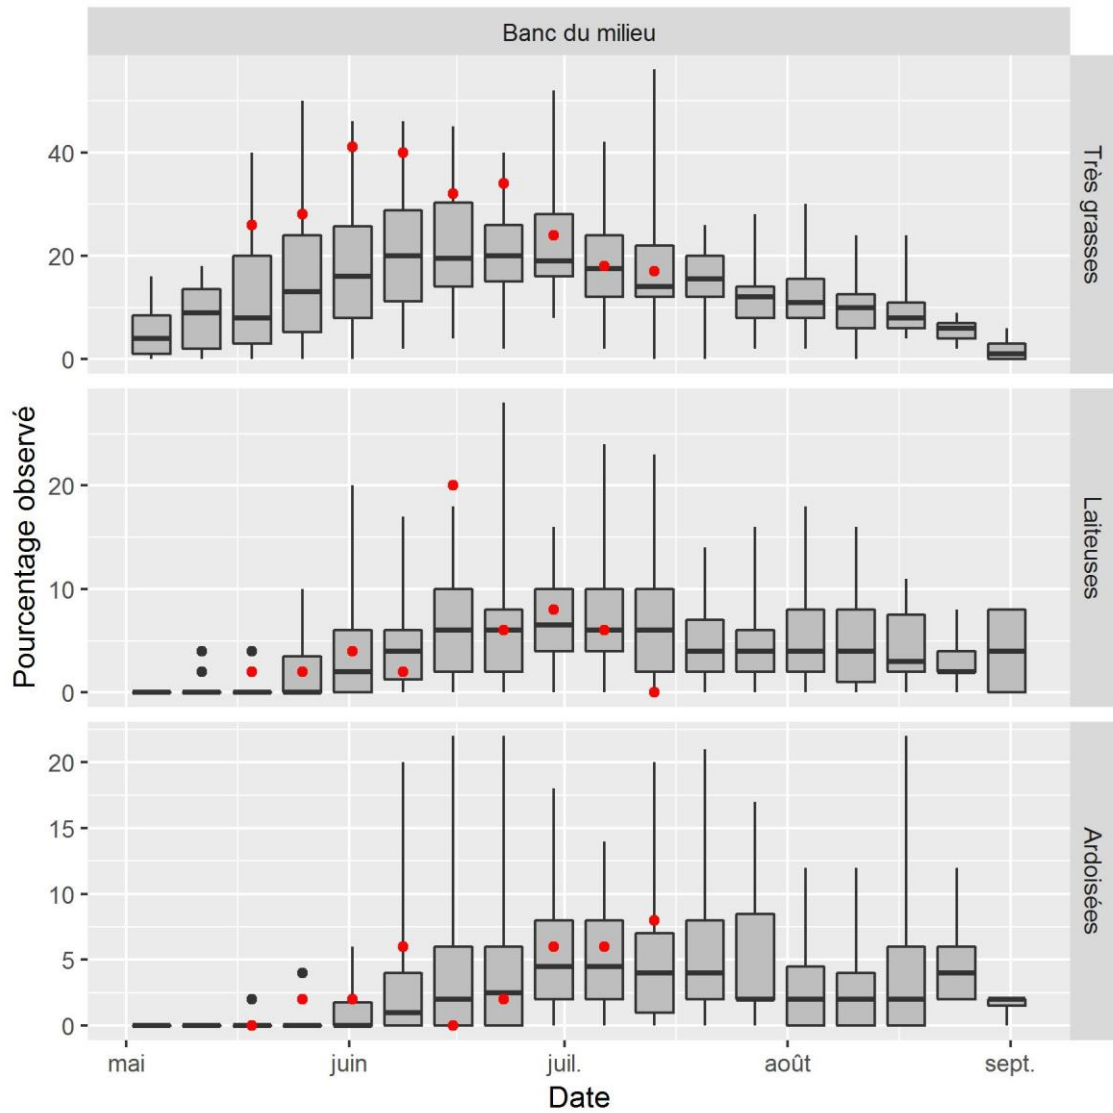 Banc du milieu
Très grasses
40
20
0
Laiteuses
20
10
0
Ardoisées
20
15
10
5
0
Pourcentage observé
mai juin juil. août sept.
Date